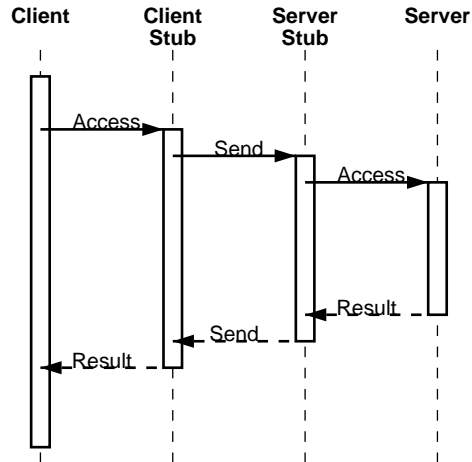 Client
Client
Stub
Server
Stub
Server
Access
Send
Access
Result
Send
Result